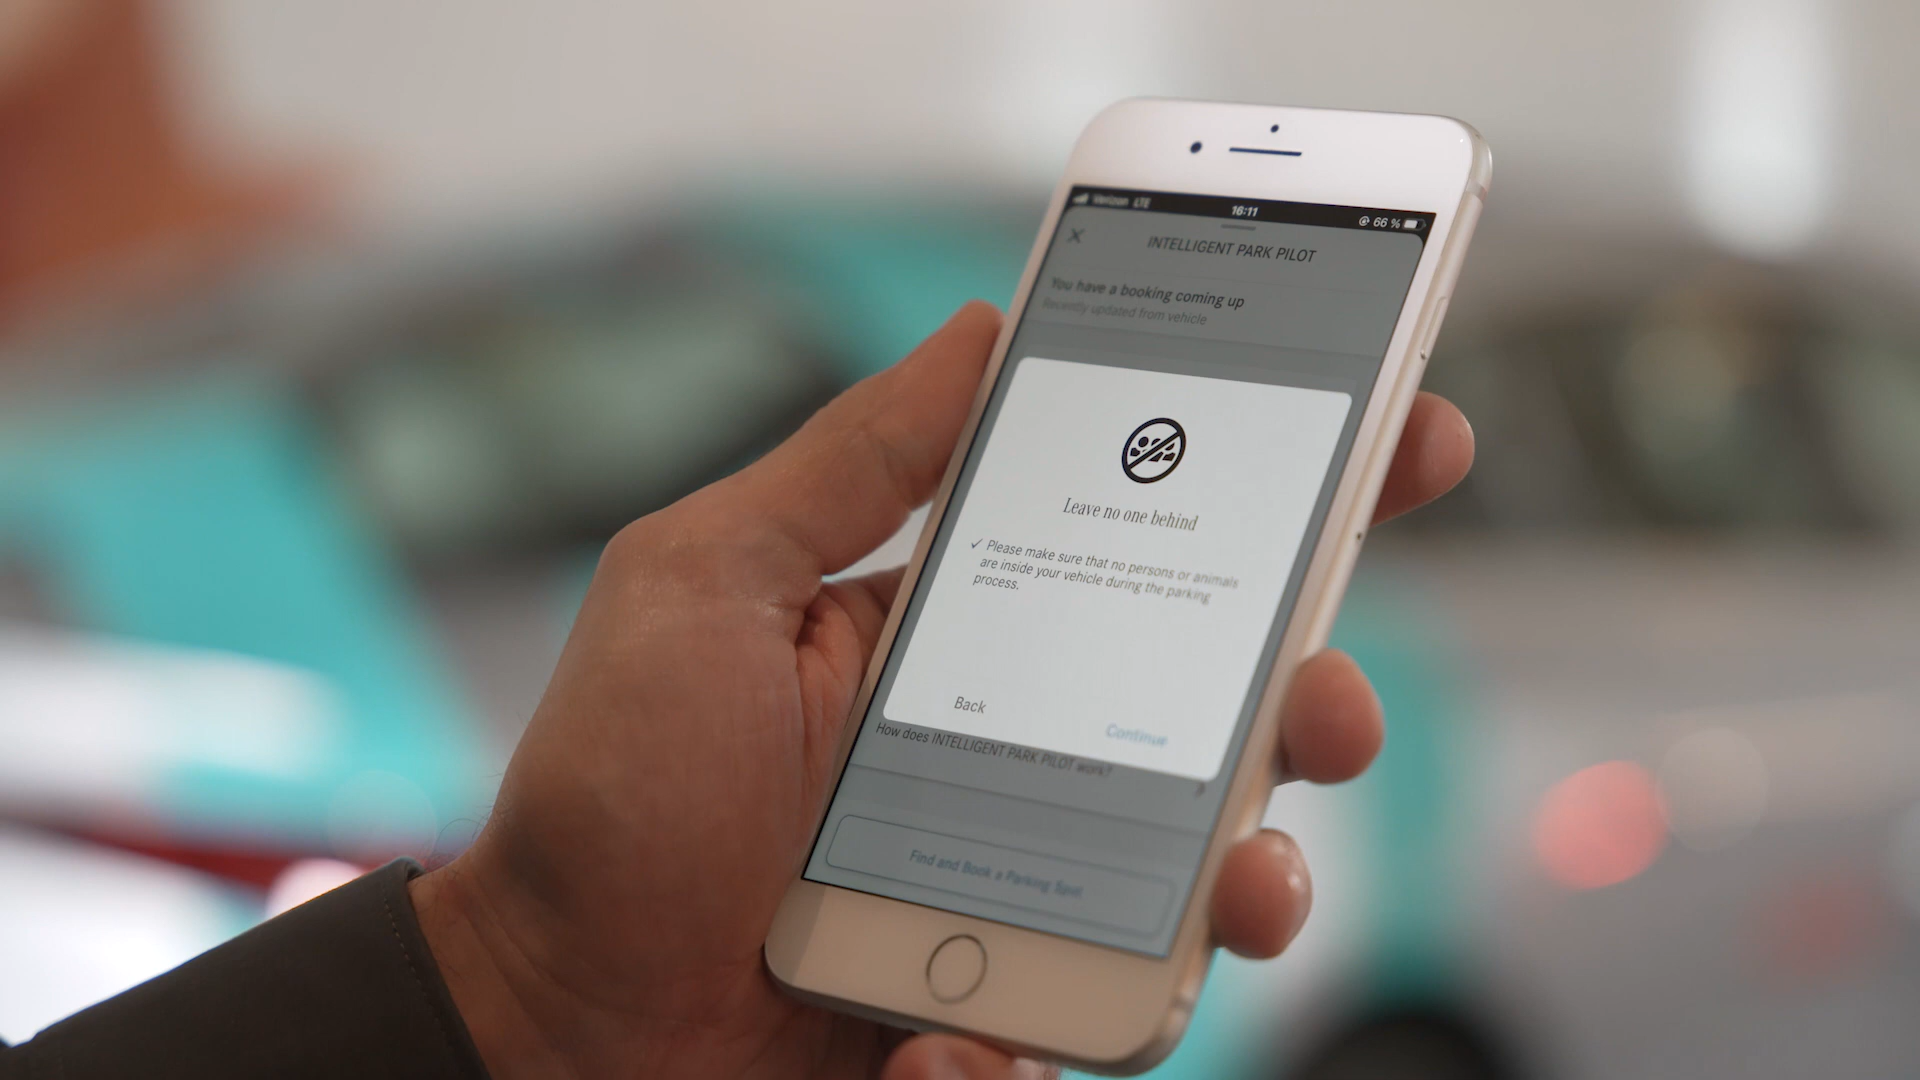 Verizon LTE 16:11 66 %
INTELLIGENT PARK PILOT
You have a booking coming up
Recently updated from vehicle
Leave no one behind
✓ Please make sure that no persons or animals
are inside your vehicle during the parking
process.
Back Continue
How does INTELLIGENT PARK PILOT work?
Find and Book a Parking Spot